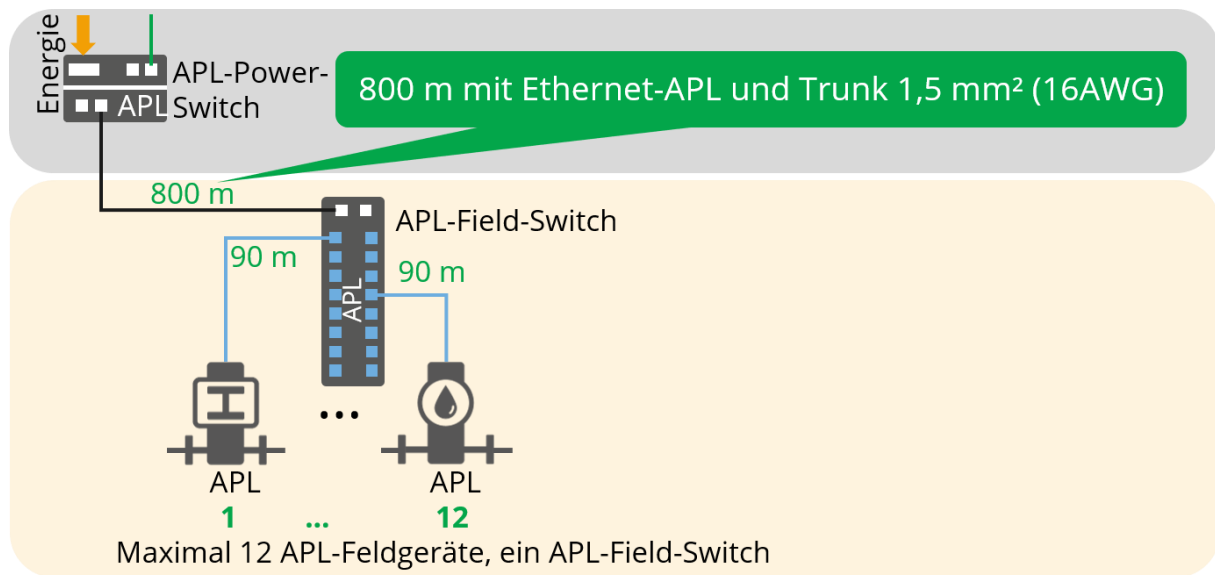 Energie
APL-Power-
Switch
APL
800 m mit Ethernet-APL und Trunk 1,5 mm² (16AWG)
800 m
APL-Field-Switch
90 m
90 m
APL
...
APL
APL
1 ... 12
Maximal 12 APL-Feldgeräte, ein APL-Field-Switch